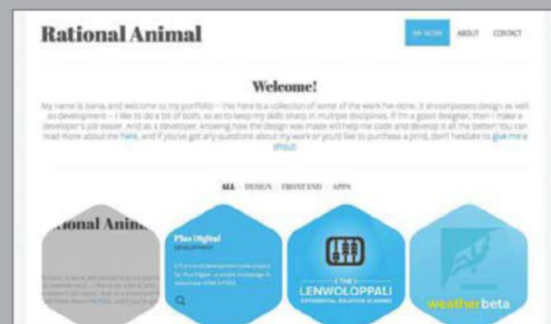 Rational Animal
MY WORK ABOUT CONTACT
Welcome!
My name is Ivana, and welcome to my portfolio – this here is a collection of some of the work I've done. It encompasses design as well
as development – I like to do a bit of both, so as to keep my skills sharp in multiple disciplines. If I'm a good designer, then I make a
developer's job easier. And as a developer, knowing how the design was made will help me code and develop it all the better! You can
read more about me here, and if you've got any questions about my work or you'd like to purchase a print, don't hesitate to give me a
shout!
ALL DESIGN FRONT END APPS
ional Anim
Plus Digital
DEVELOPMENT
{ THE }
LENWOLOPPALI
DIFFERENTIAL EQUATION SCANNING
weatherbeta